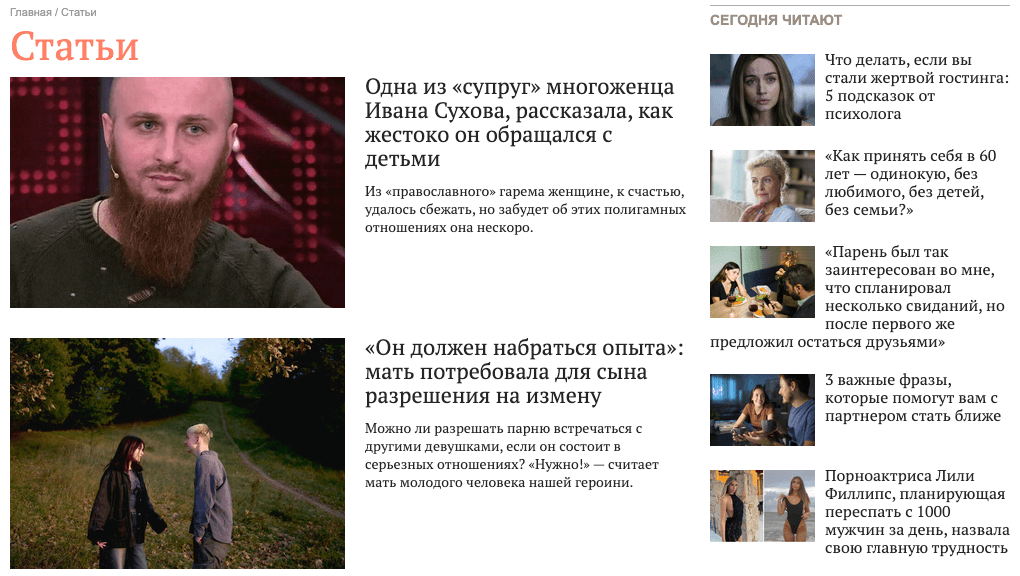 Главная / Статьи
Статьи
Одна из «супруг» многоженца
Ивана Сухова, рассказала, как
жестоко он обращался с
детьми
Из «православного» гарема женщине, к счастью,
удалось сбежать, но забудет об этих полигамных
отношениях она нескоро.
«Он должен набраться опыта»:
мать потребовала для сына
разрешения на измену
Можно ли разрешать парню встречаться с
другими девушками, если он состоит в
серьезных отношениях? «Нужно!» — считает
мать молодого человека нашей героини.
СЕГОДНЯ ЧИТАЮТ
Что делать, если вы
стали жертвой гостинга:
5 подсказок от
психолога
«Как принять себя в 60
лет — одинокую, без
любимого, без детей,
без семьи?»
«Парень был так
заинтересован во мне,
что спланировал
несколько свиданий, но
после первого же
предложил остаться друзьями»
3 важные фразы,
которые помогут вам с
партнером стать ближе
Порноактриса Лили
Филлипс, планирующая
переспать с 1000
мужчин за день, назвала
свою главную трудность